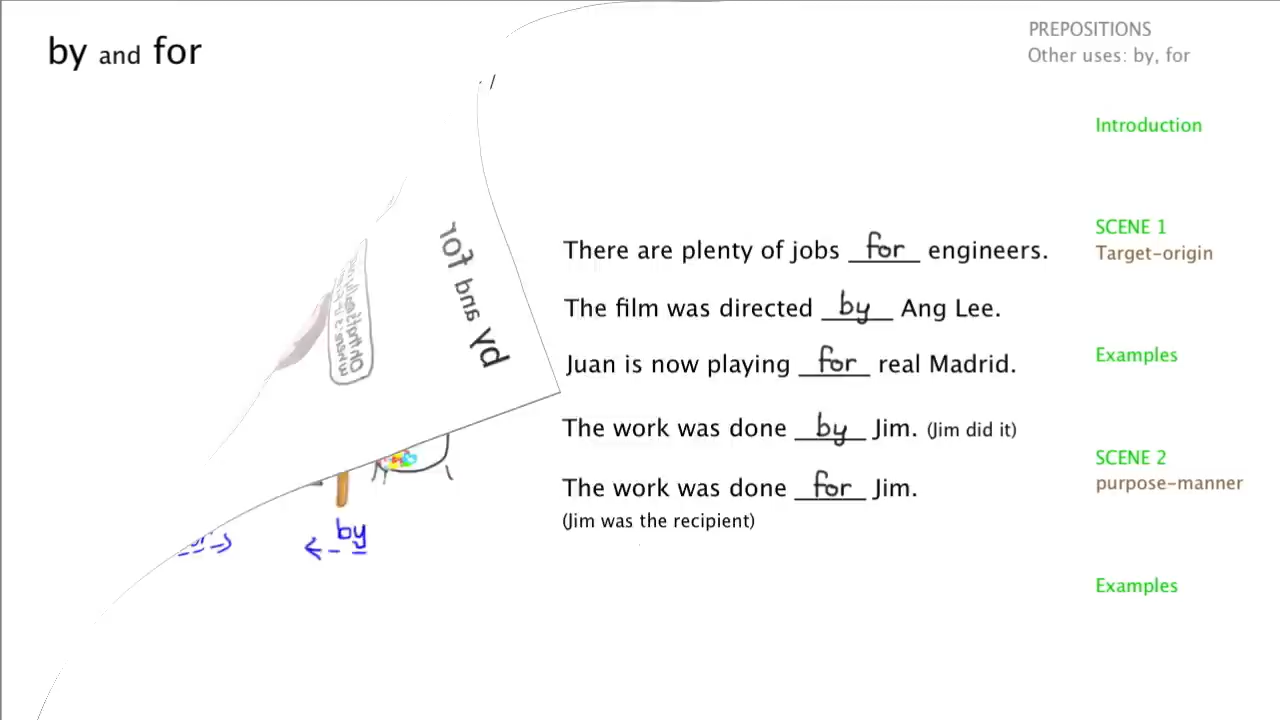 by and for
PREPOSITIONS
Other uses: by, for
Introduction
SCENE 1
Target-origin
Examples
SCENE 2
purpose-manner
Examples
There are plenty of jobs for engineers.
The film was directed by Ang Lee.
Juan is now playing for real Madrid.
The work was done by Jim. (Jim did it)
The work was done for Jim.
(Jim was the recipient)
by and for
by